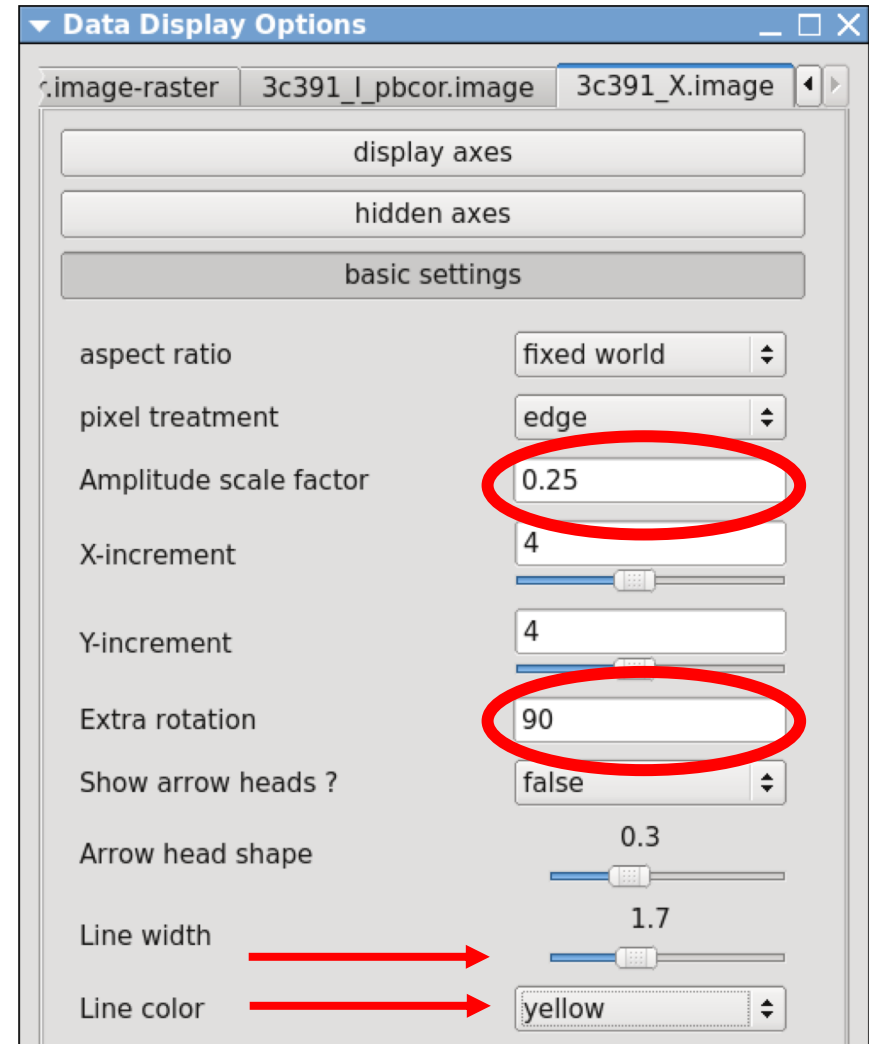 Data Display Options
r.image-raster 3c391_I_pbcor.image 3c391_X.image
display axes
hidden axes
basic settings
aspect ratio fixed world
pixel treatment edge
Amplitude scale factor 0.25
X-increment 4
Y-increment 4
Extra rotation 90
Show arrow heads ? false
Arrow head shape 0.3
Line width 1.7
Line color yellow